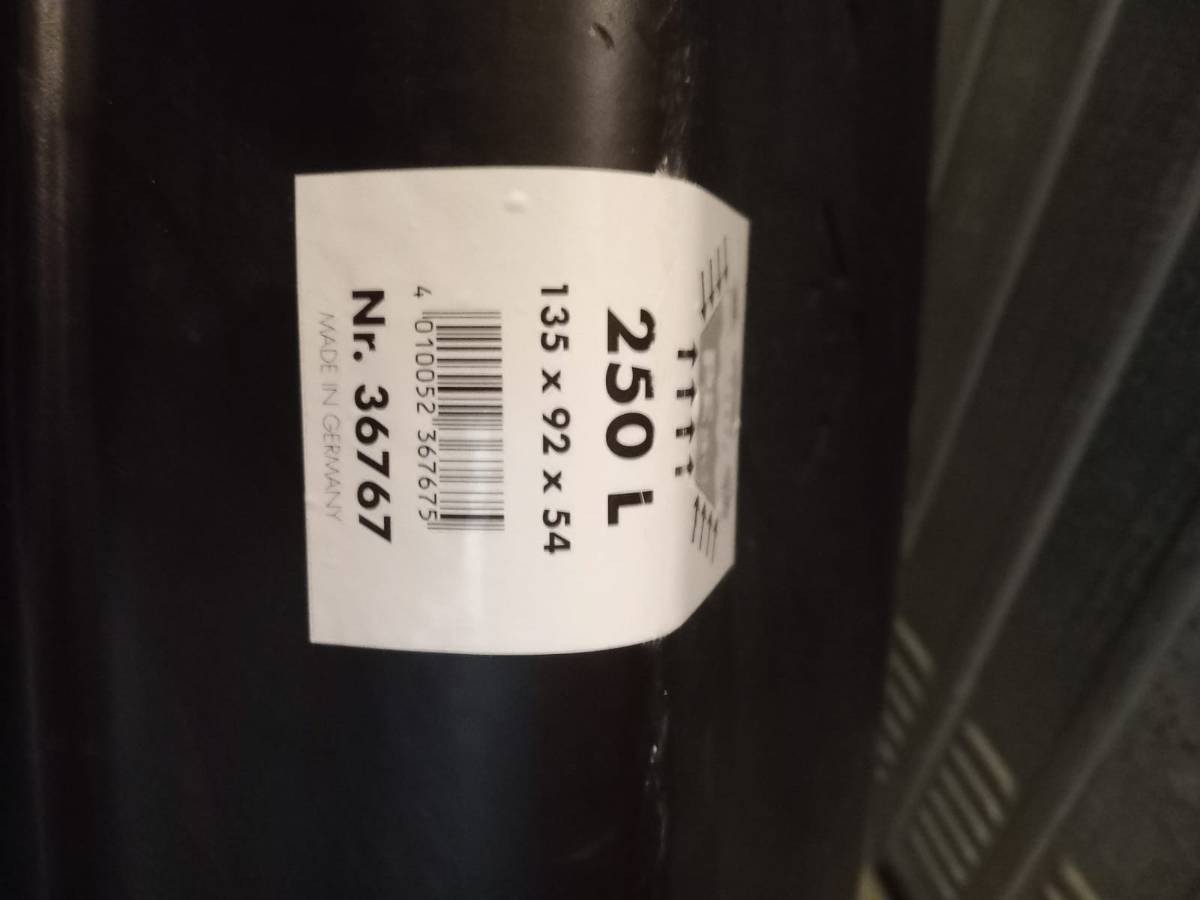 250 L
135 x 92 x 54
4 010052 367675
Nr. 36767
MADE IN GERMANY